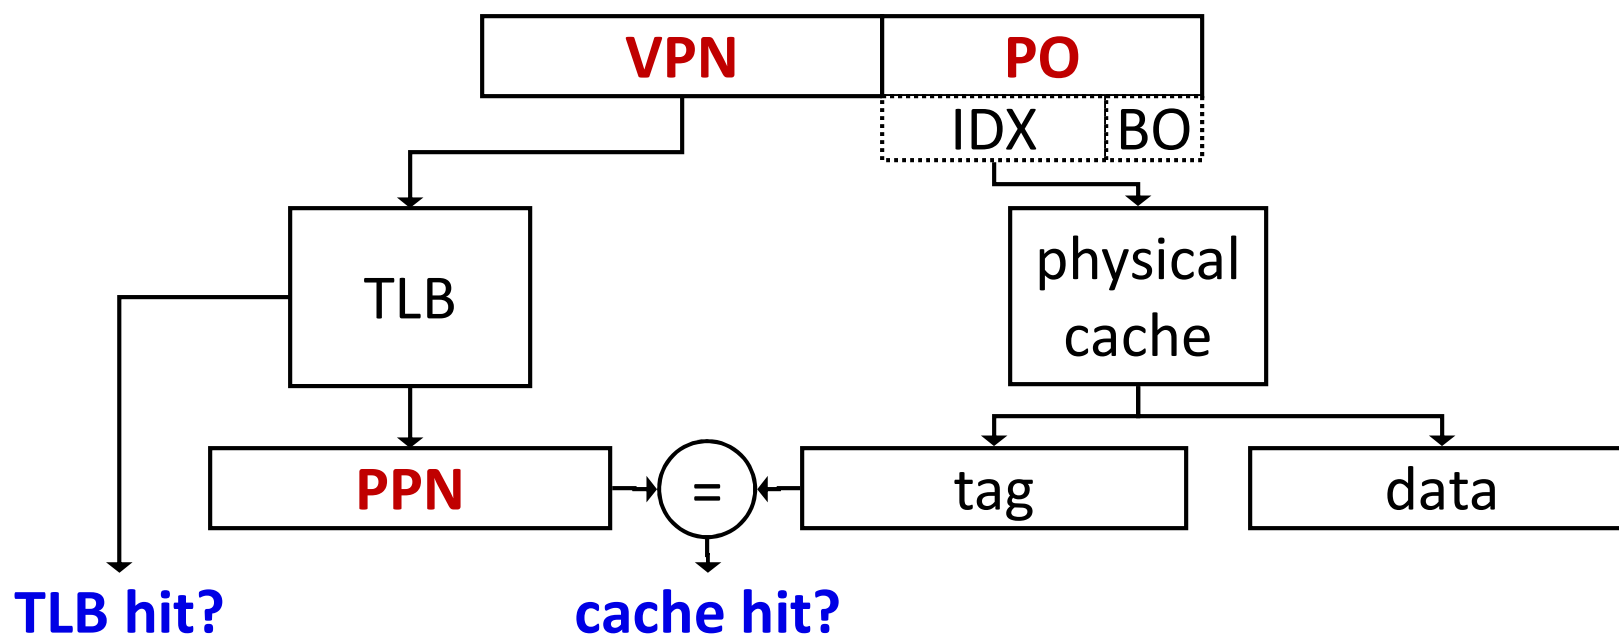 VPN PO
IDX BO
TLB
physical
cache
PPN = tag data
TLB hit? cache hit?